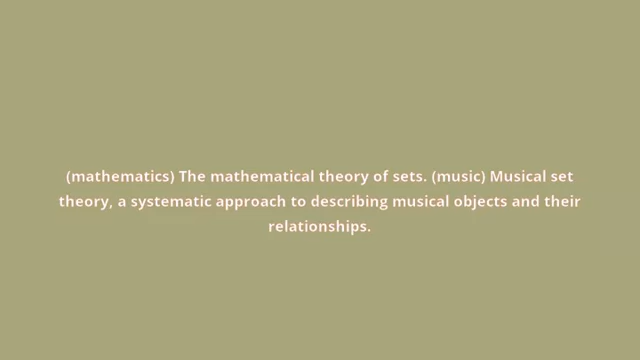 (mathematics) The mathematical theory of sets. (music) Musical set
theory, a systematic approach to describing musical objects and their
relationships.